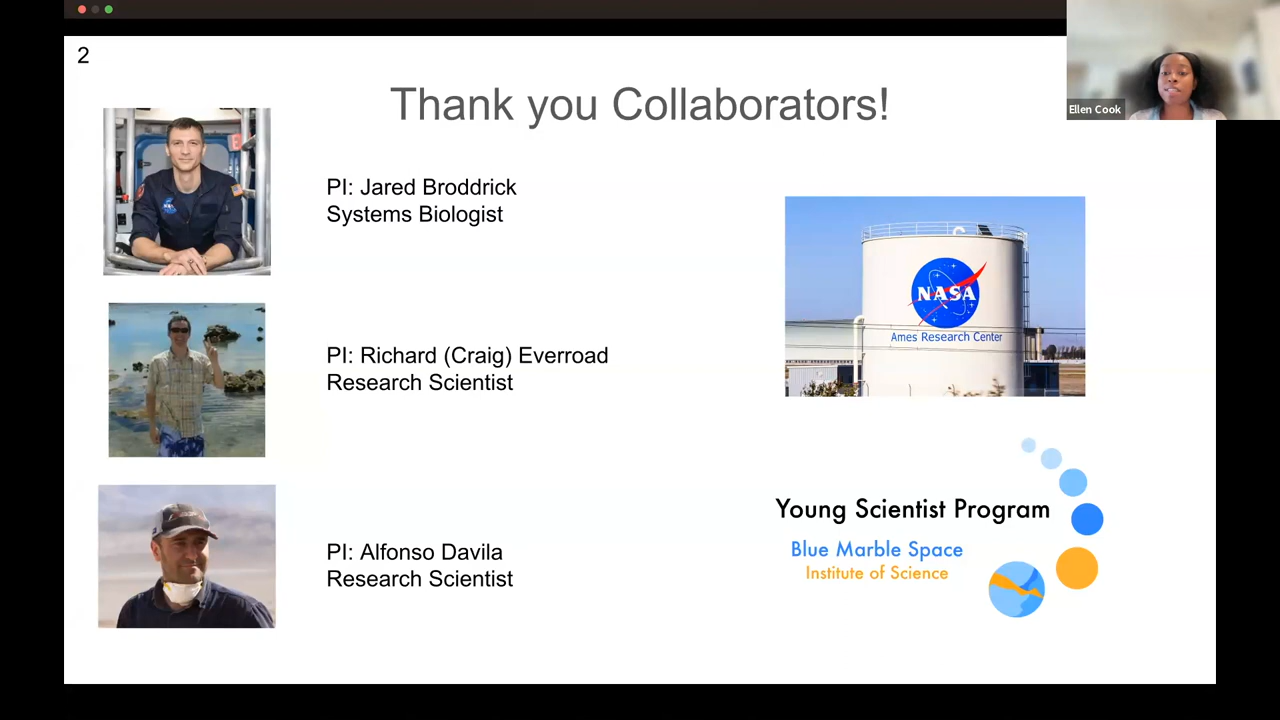 2
Ellen Cook
Thank you Collaborators!
PI: Jared Broddrick
Systems Biologist
NASA
Ames Research Center
PI: Richard (Craig) Everroad
Research Scientist
Young Scientist Program
Blue Marble Space
Institute of Science
PI: Alfonso Davila
Research Scientist